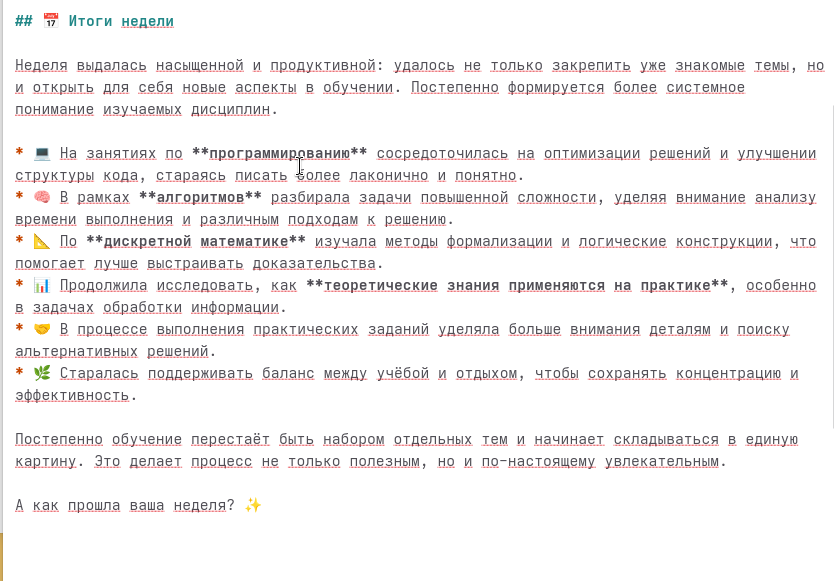 ## 📅 Итоги недели
Неделя выдалась насыщенной и продуктивной: удалось не только закрепить уже знакомые темы, но
и открыть для себя новые аспекты в обучении. Постепенно формируется более системное
понимание изучаемых дисциплин.
* 💻 На занятиях по **программированию** сосредоточилась на оптимизации решений и улучшении
структуры кода, стараясь писать более лаконично и понятно.
* 🧠 В рамках **алгоритмов** разбирала задачи повышенной сложности, уделяя внимание анализу
времени выполнения и различным подходам к решению.
* 📐 По **дискретной математике** изучала методы формализации и логические конструкции, что
помогает лучше выстраивать доказательства.
* 📊 Продолжила исследовать, как **теоретические знания применяются на практике**, особенно
в задачах обработки информации.
* 🤝 В процессе выполнения практических заданий уделяла больше внимания деталям и поиску
альтернативных решений.
* 🌿 Старалась поддерживать баланс между учёбой и отдыхом, чтобы сохранять концентрацию и
эффективность.
Постепенно обучение перестаёт быть набором отдельных тем и начинает складываться в единую
картину. Это делает процесс не только полезным, но и по-настоящему увлекательным.
А как прошла ваша неделя? ✨